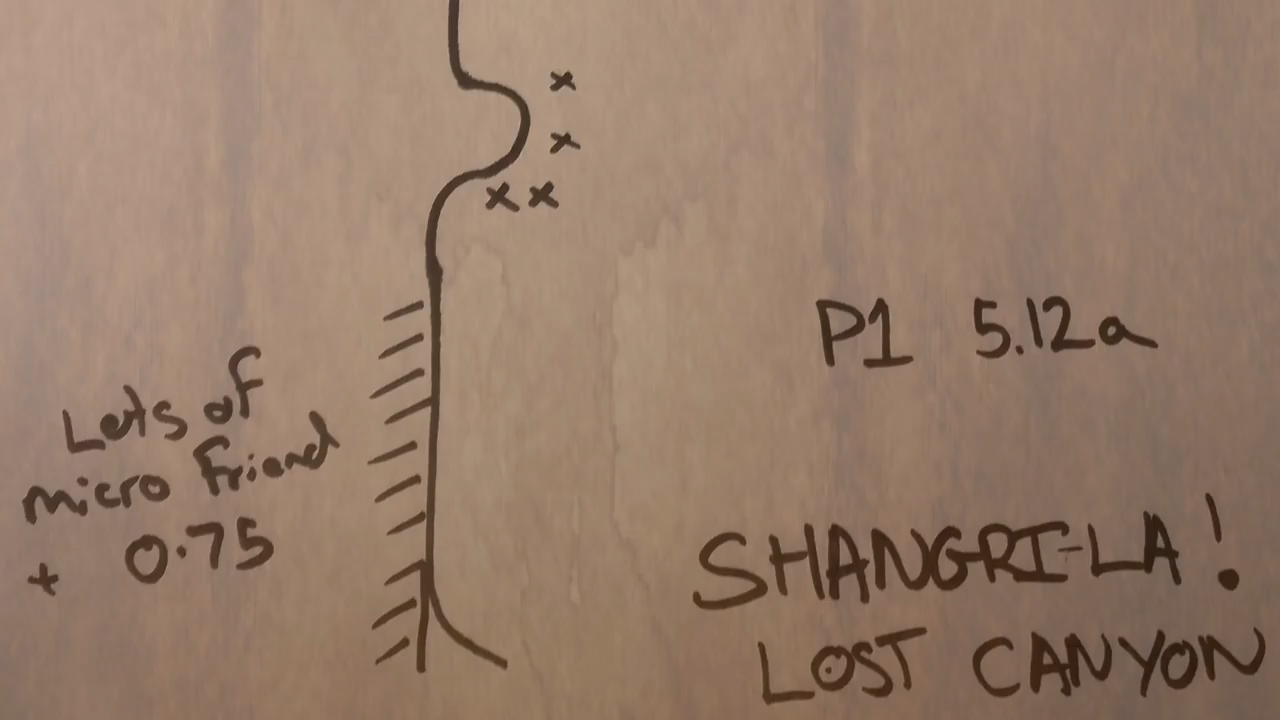 Lots of
micro Friend
+ 0.75
P1 5.12a
SHANGRI-LA!
LOST CANYON